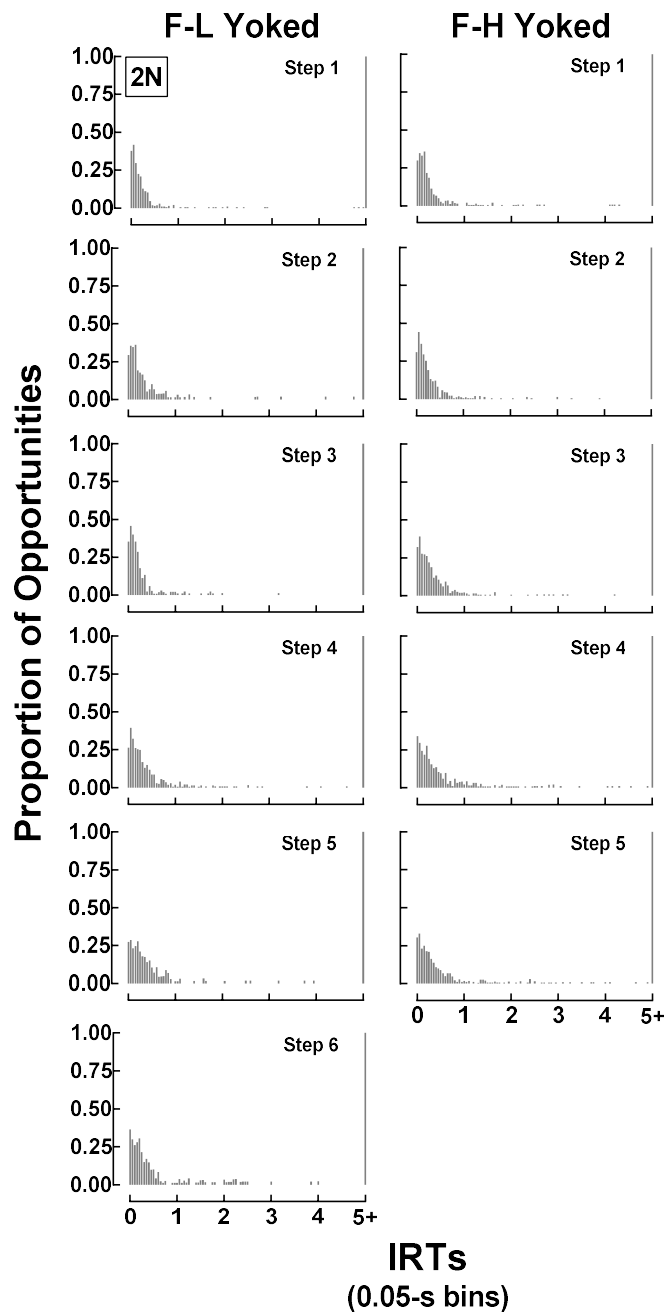 F-L Yoked F-H Yoked
1.00 2N Step 1 Step 1
0.75
0.50
0.25
0.00
1.00 Step 2 Step 2
0.75
0.50
0.25
0.00
1.00 Step 3 Step 3
0.75
0.50
0.25
0.00
1.00 Step 4 Step 4
0.75
0.50
0.25
0.00
1.00 Step 5 Step 5
0.75
0.50
0.25
0.00
0 1 2 3 4 5+
1.00 Step 6
0.75
0.50
0.25
0.00
0 1 2 3 4 5+
Proportion of Opportunities
IRTs
(0.05-s bins)